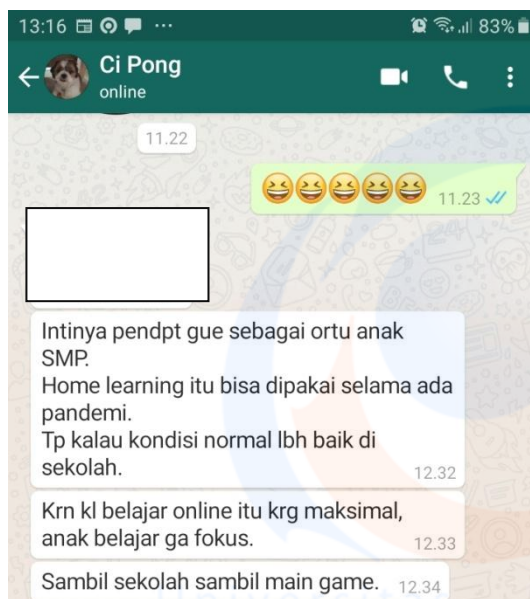 13:16 83%
Ci Pong
online
11.22
😆😆😆😆😆 11.23
Intinya pendpt gue sebagai ortu anak
SMP.
Home learning itu bisa dipakai selama ada
pandemi.
Tp kalau kondisi normal lbh baik di
sekolah. 12.32
Krn kl belajar online itu krg maksimal,
anak belajar ga fokus. 12.33
Sambil sekolah sambil main game. 12.34